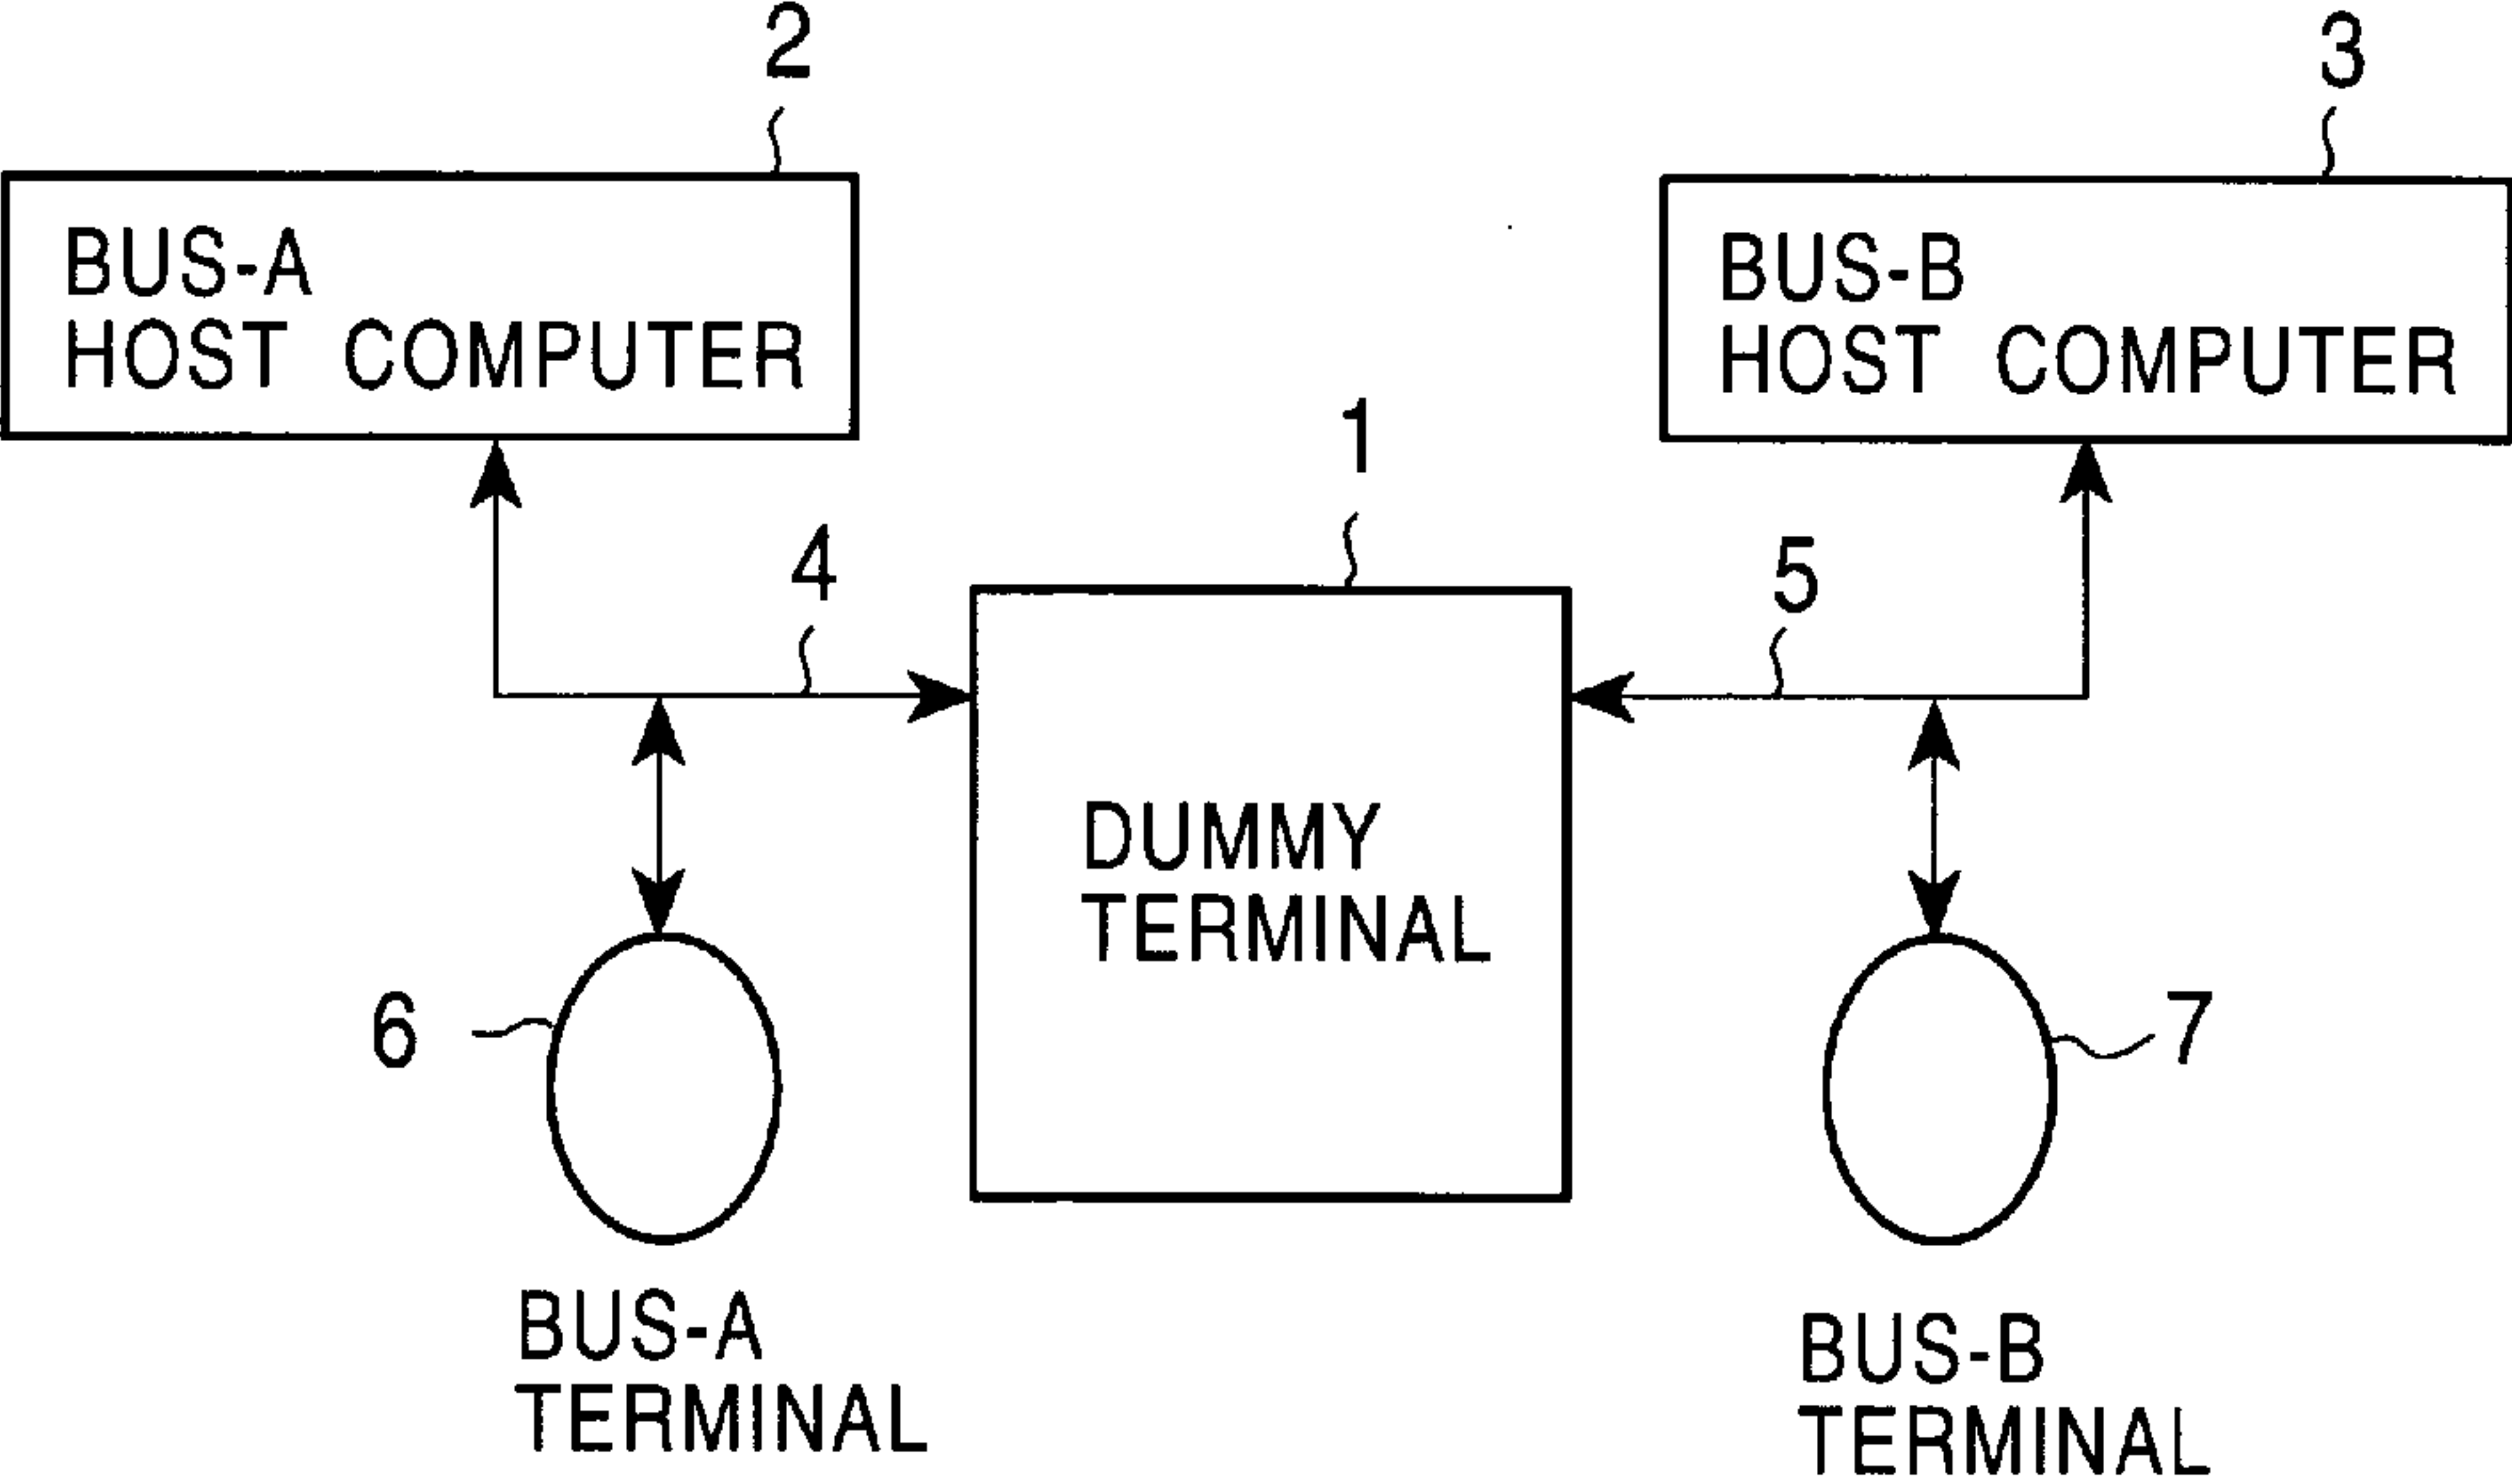 2
3
BUS-A
HOST COMPUTER
BUS-B
HOST COMPUTER
1
4
5
DUMMY
TERMINAL
6
7
BUS-A
TERMINAL
BUS-B
TERMINAL